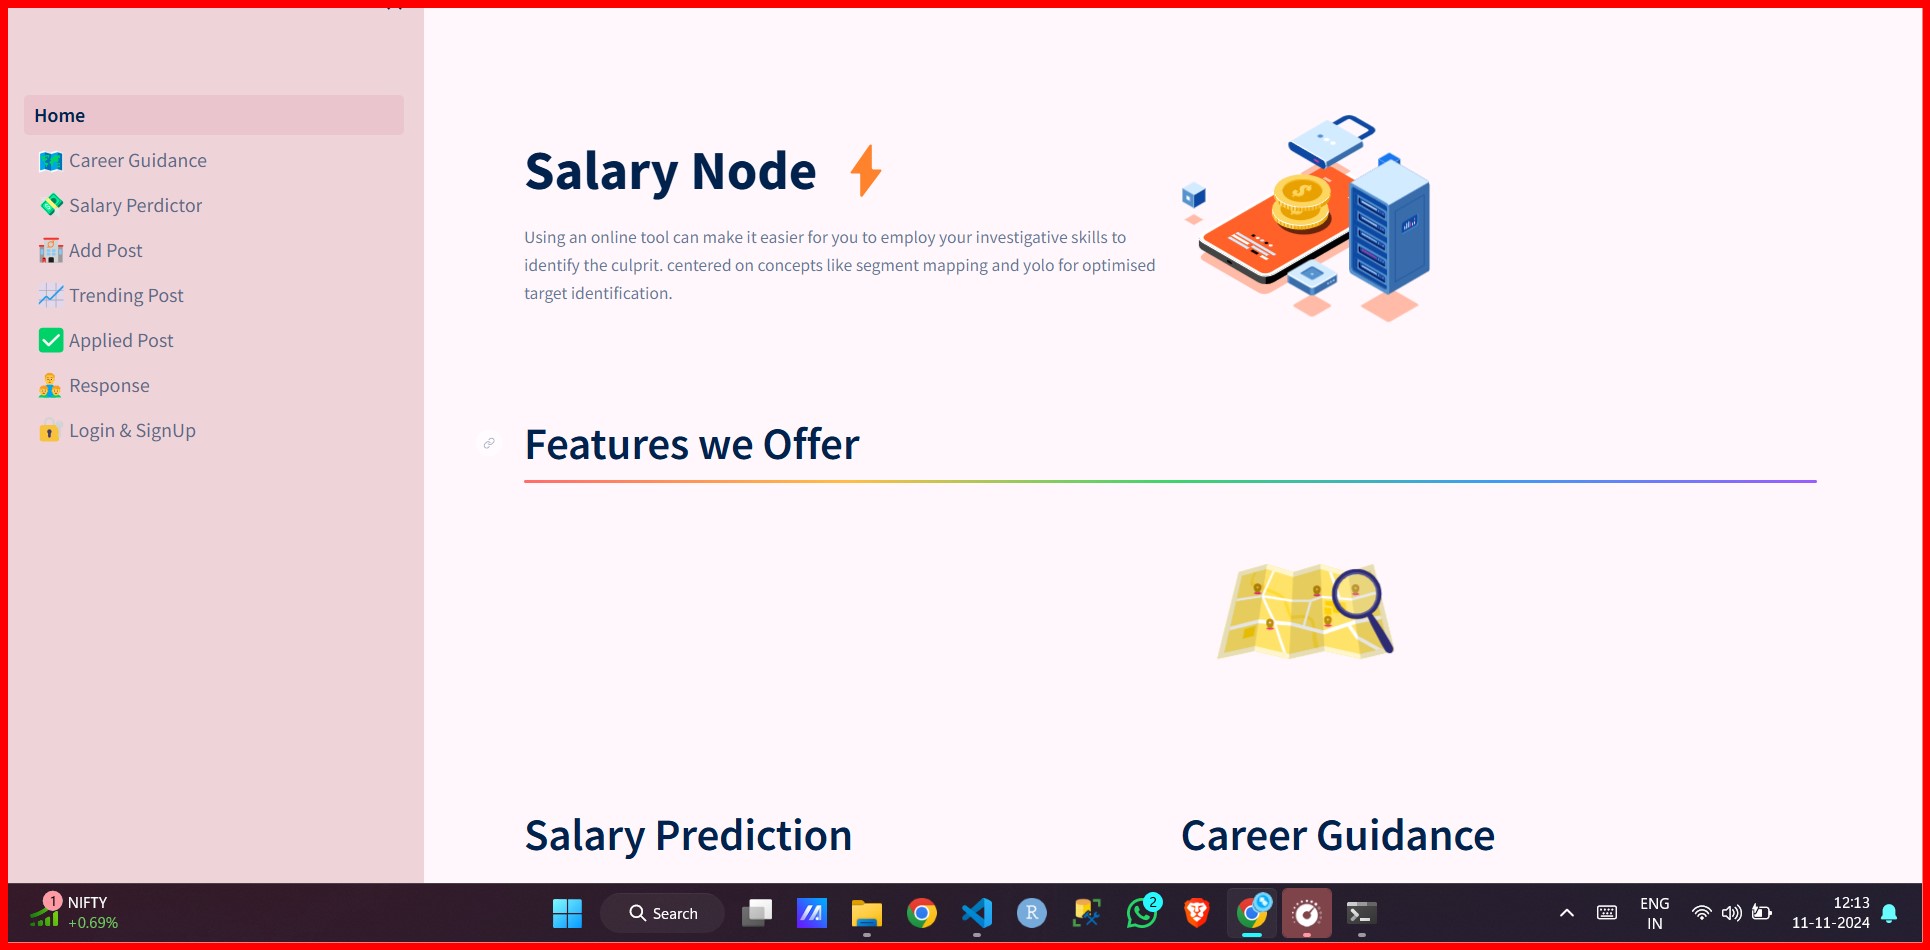 Home
Career Guidance
Salary Perdictor
Add Post
Trending Post
Applied Post
Response
Login & SignUp
Salary Node
Using an online tool can make it easier for you to employ your investigative skills to
identify the culprit. centered on concepts like segment mapping and yolo for optimised
target identification.
Features we Offer
Salary Prediction
Career Guidance
1
NIFTY
+0.69%
Search
R
2
ENG
IN
12:13
11-11-2024